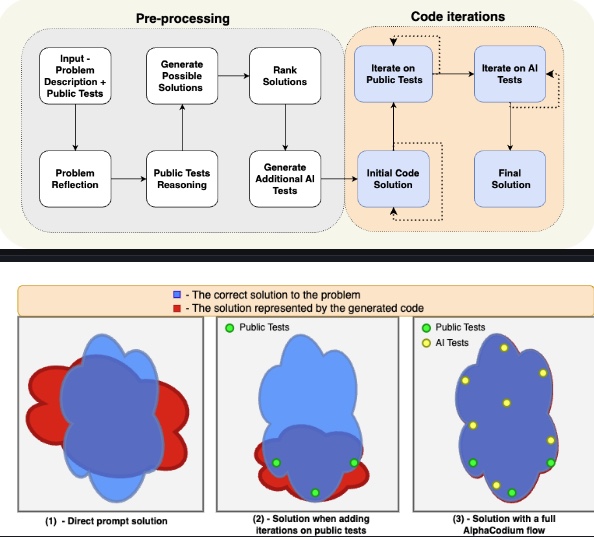 Pre-processing
Code iterations
Input -
Problem
Description +
Public Tests
Generate
Possible
Solutions
Rank
Solutions
Iterate on
Public Tests
Iterate on AI
Tests
Problem
Reflection
Public Tests
Reasoning
Generate
Additional AI
Tests
Initial Code
Solution
Final
Solution
- The correct solution to the problem
- The solution represented by the generated code
Public Tests
Public Tests
AI Tests
(1) - Direct prompt solution
(2) - Solution when adding
iterations on public tests
(3) - Solution with a full
AlphaCodium flow